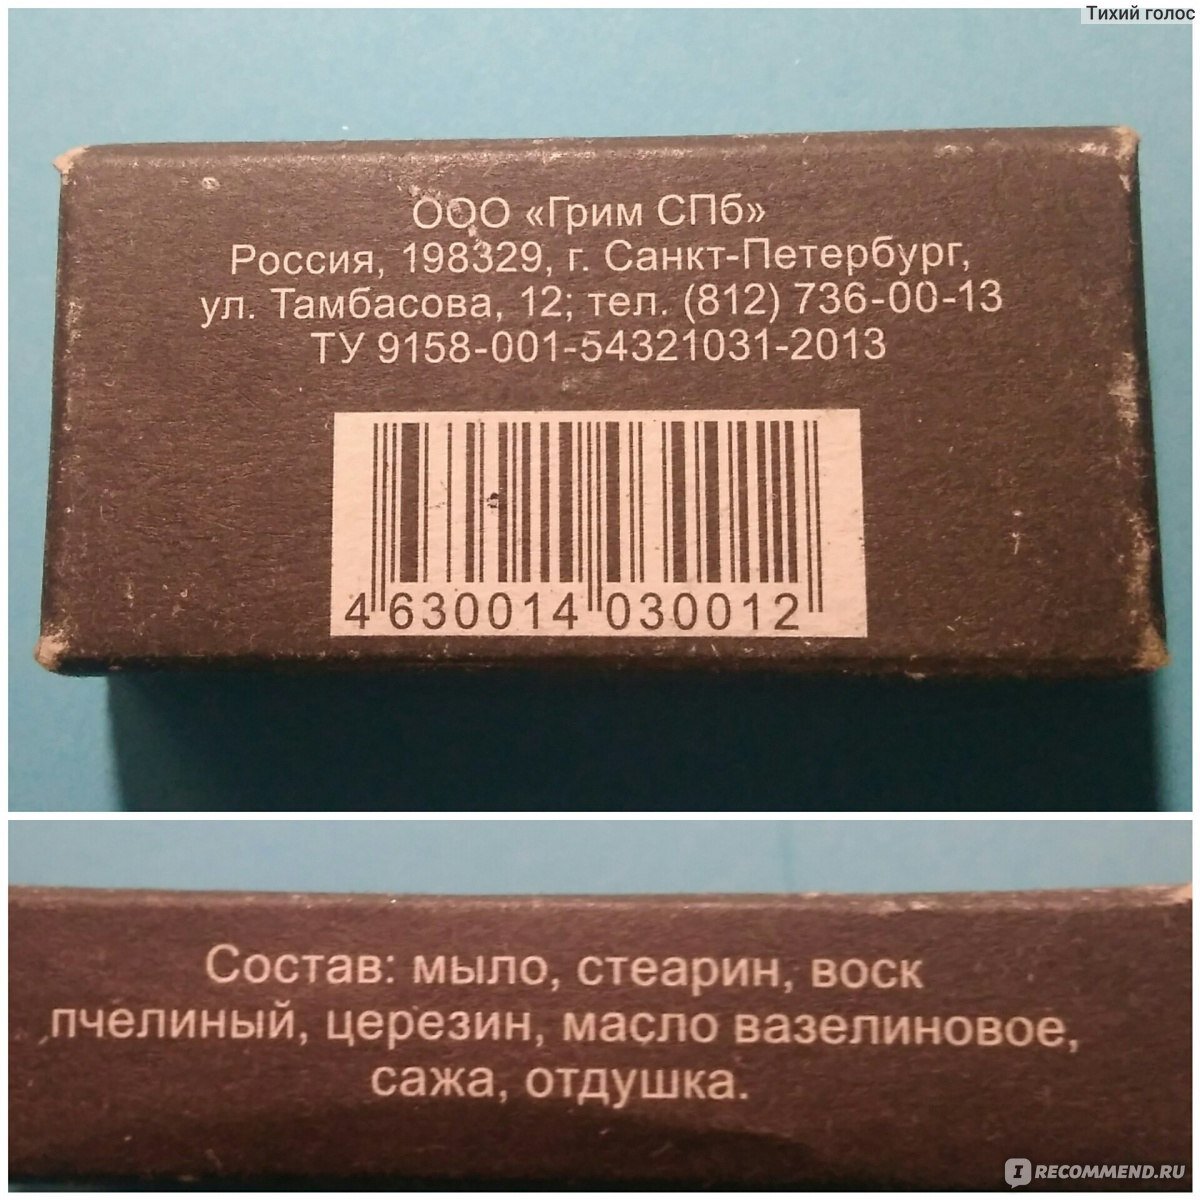 Тихий голос
ООО «Грим СПб»
Россия, 198329, г. Санкт-Петербург,
ул. Тамбасова, 12; тел. (812) 736-00-13
ТУ 9158-001-54321031-2013
4 630014 030012
Состав: мыло, стеарин, воск
пчелиный, церезин, масло вазелиновое,
сажа, отдушка.
I RECOMMEND.RU